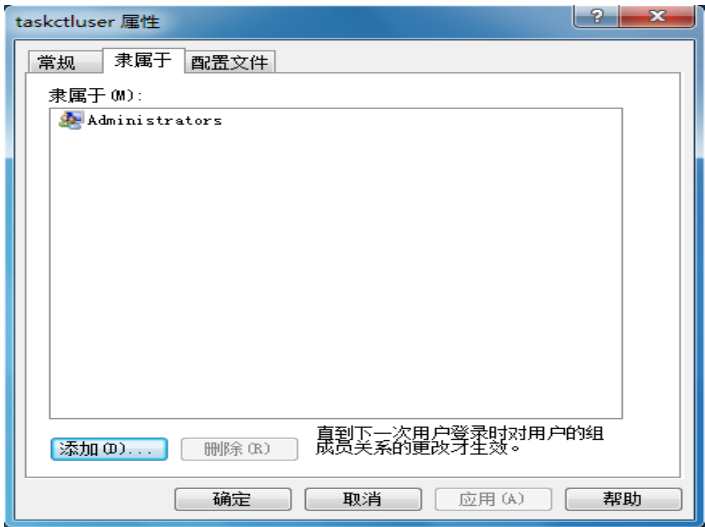 taskctluser 属性
常规
隶属于
配置文件
隶属于(M):
Administrators
添加(D)...
删除(R)
直到下一次用户登录时对用户的组
成员关系的更改才生效。
确定
取消
应用(A)
帮助